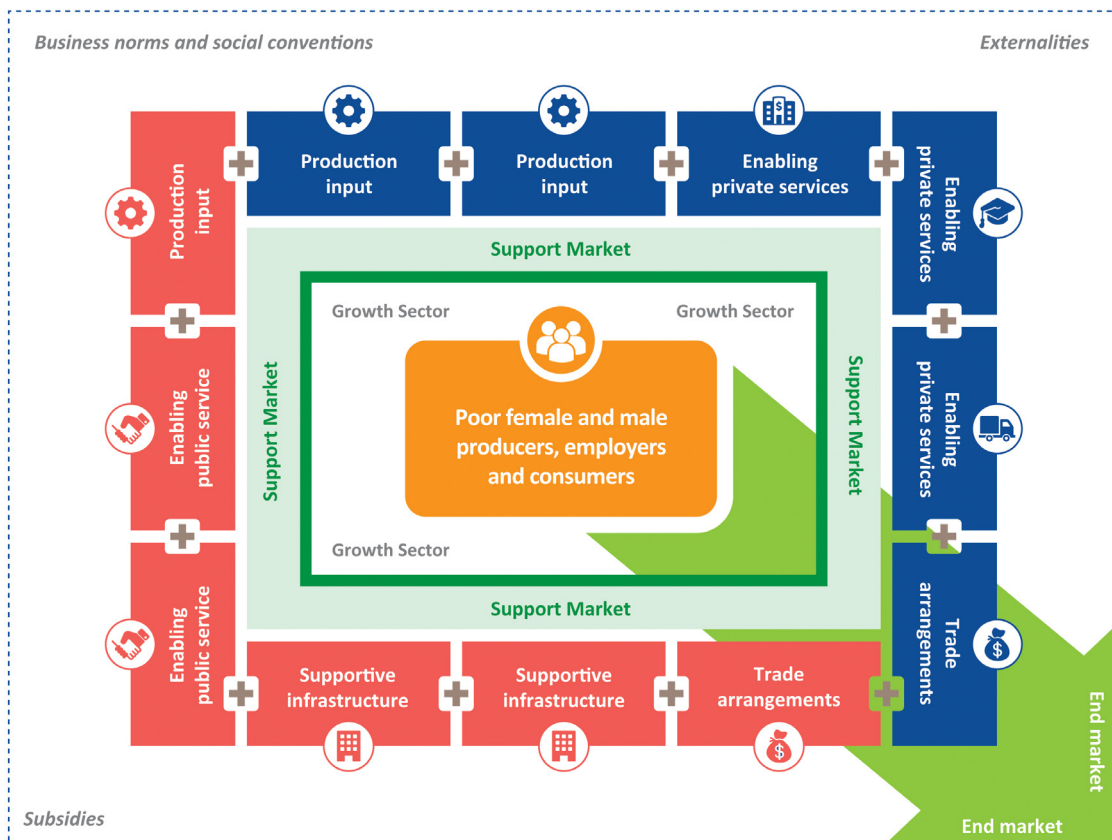 Business norms and social conventions
Externalities
Production
input
Production
input
Production
input
Enabling
private services
Enabling
private services
Support Market
Growth Sector
Growth Sector
Enabling
public service
Support Market
Poor female and male
producers, employers
and consumers
Support Market
Enabling
private services
Growth Sector
Enabling
public service
Support Market
Trade
arrangements
Supportive
infrastructure
Supportive
infrastructure
Trade
arrangements
End market
Subsidies
End market